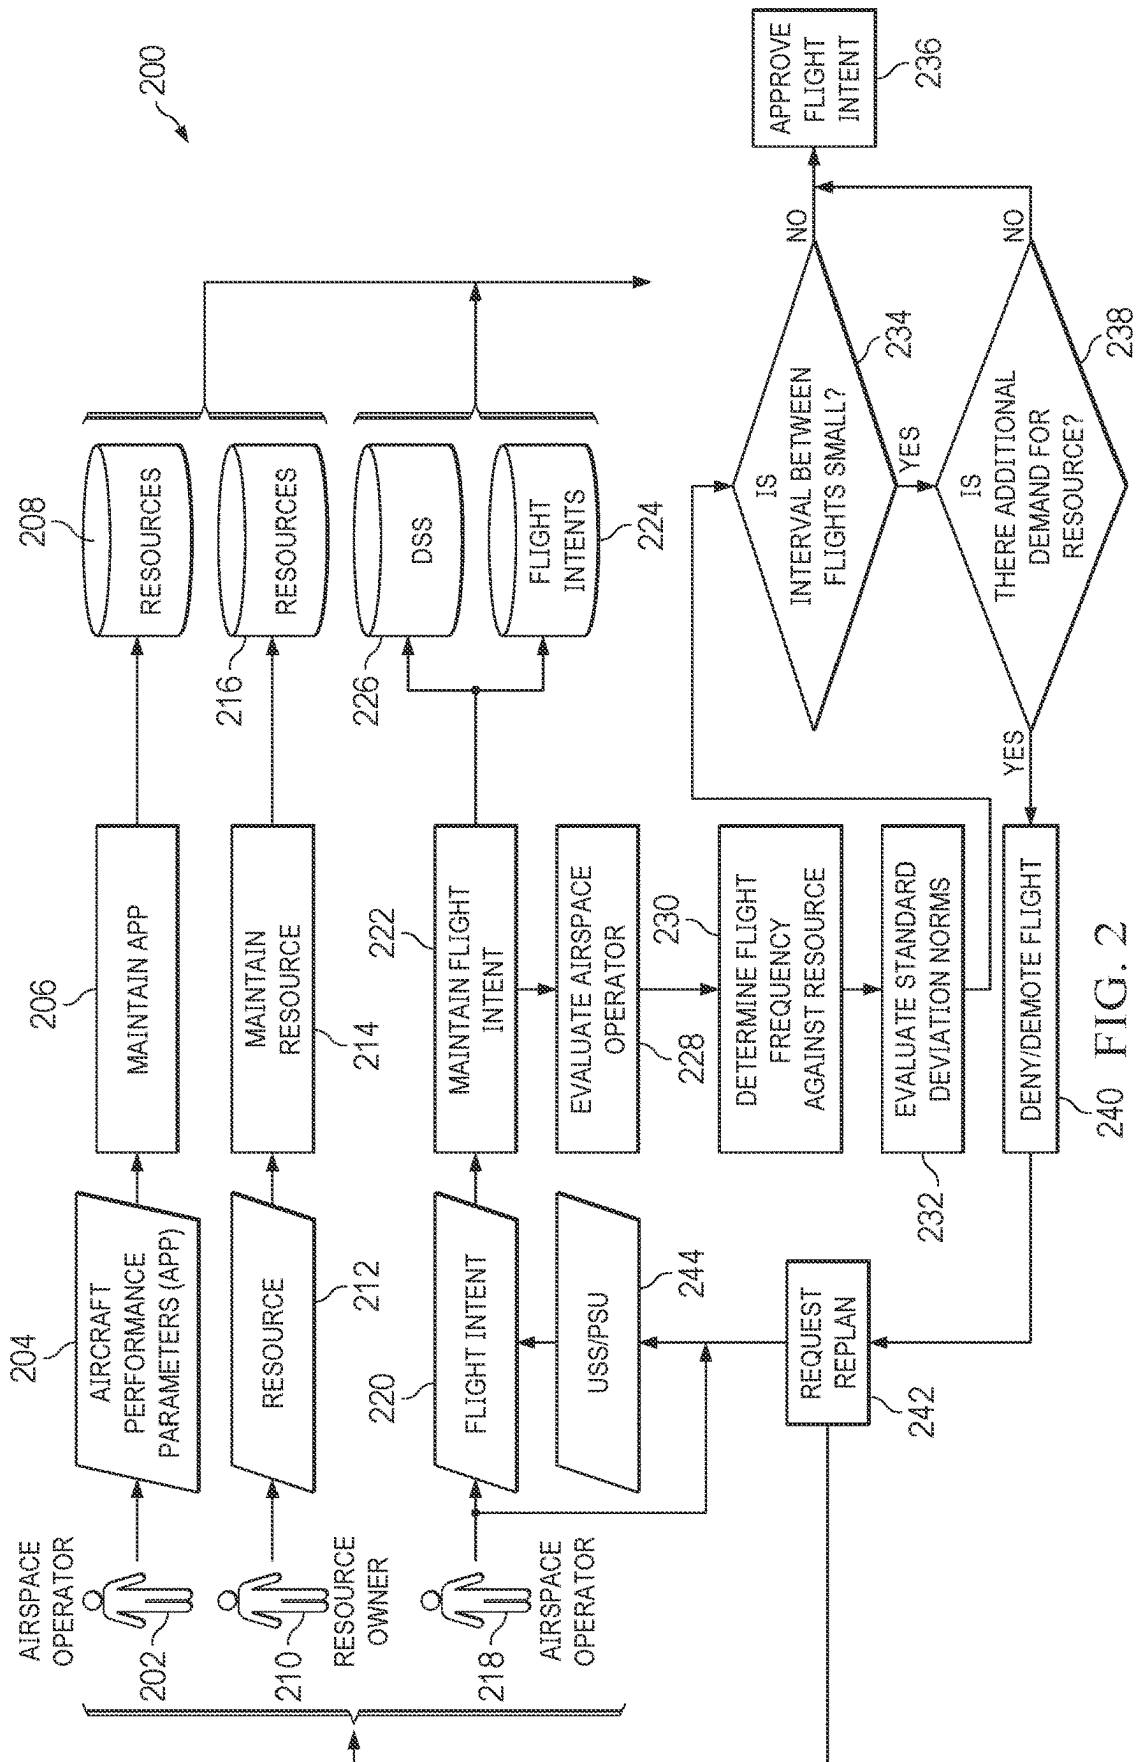 200
AIRSPACE
OPERATOR
202
204
AIRCRAFT
PERFORMANCE
PARAMETERS (APP)
206
MAINTAIN APP
208
RESOURCES
210
RESOURCE
OWNER
RESOURCE
212
MAINTAIN
RESOURCE
214
216
RESOURCES
218
AIRSPACE
OPERATOR
220
FLIGHT INTENT
222
MAINTAIN FLIGHT
INTENT
226
DSS
FLIGHT
INTENTS
224
USS/PSU
244
EVALUATE AIRSPACE
OPERATOR
228
230
DETERMINE FLIGHT
FREQUENCY
AGAINST RESOURCE
EVALUATE STANDARD
DEVIATION NORMS
232
IS
INTERVAL BETWEEN
FLIGHTS SMALL?
234
NO
YES
APPROVE
FLIGHT
INTENT
236
IS
THERE ADDITIONAL
DEMAND FOR
RESOURCE?
238
NO
YES
DENY/DEMOTE FLIGHT
240
REQUEST
REPLAN
242
FIG. 2